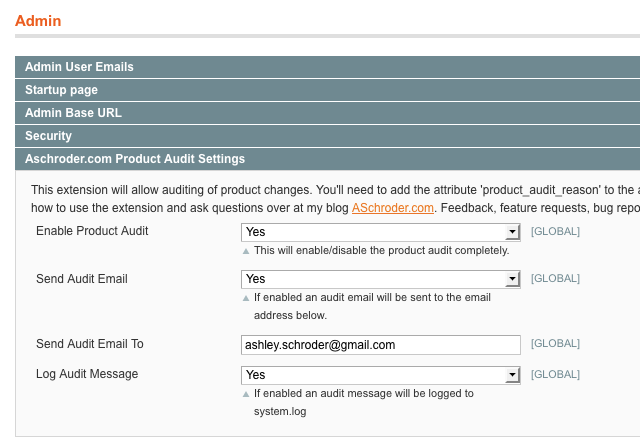 Admin
Admin User Emails
Startup page
Admin Base URL
Security
Aschroder.com Product Audit Settings
This extension will allow auditing of product changes. You'll need to add the attribute 'product_audit_reason' to the
how to use the extension and ask questions over at my blog ASchroder.com. Feedback, feature requests, bug
Enable Product Audit Yes [GLOBAL]
This will enable/disable the product audit completely.
Send Audit Email Yes [GLOBAL]
If enabled an audit email will be sent to the email
address below.
Send Audit Email To ashley.schroder@gmail.com [GLOBAL]
Log Audit Message Yes [GLOBAL]
If enabled an audit message will be logged to
system.log